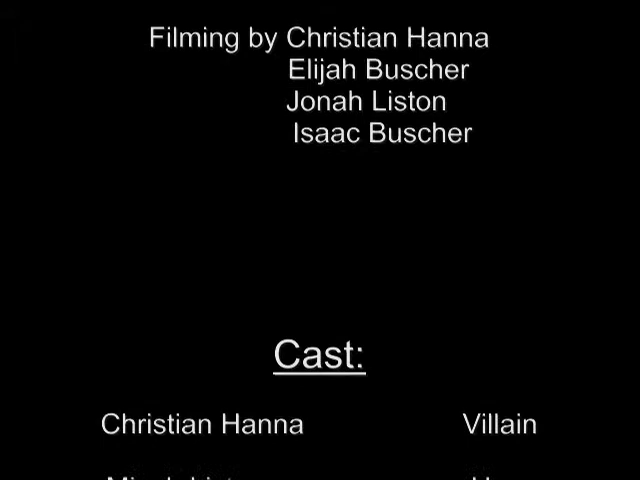 Filming by Christian Hanna
Elijah Buscher
Jonah Liston
Isaac Buscher
Cast:
Christian Hanna Villain